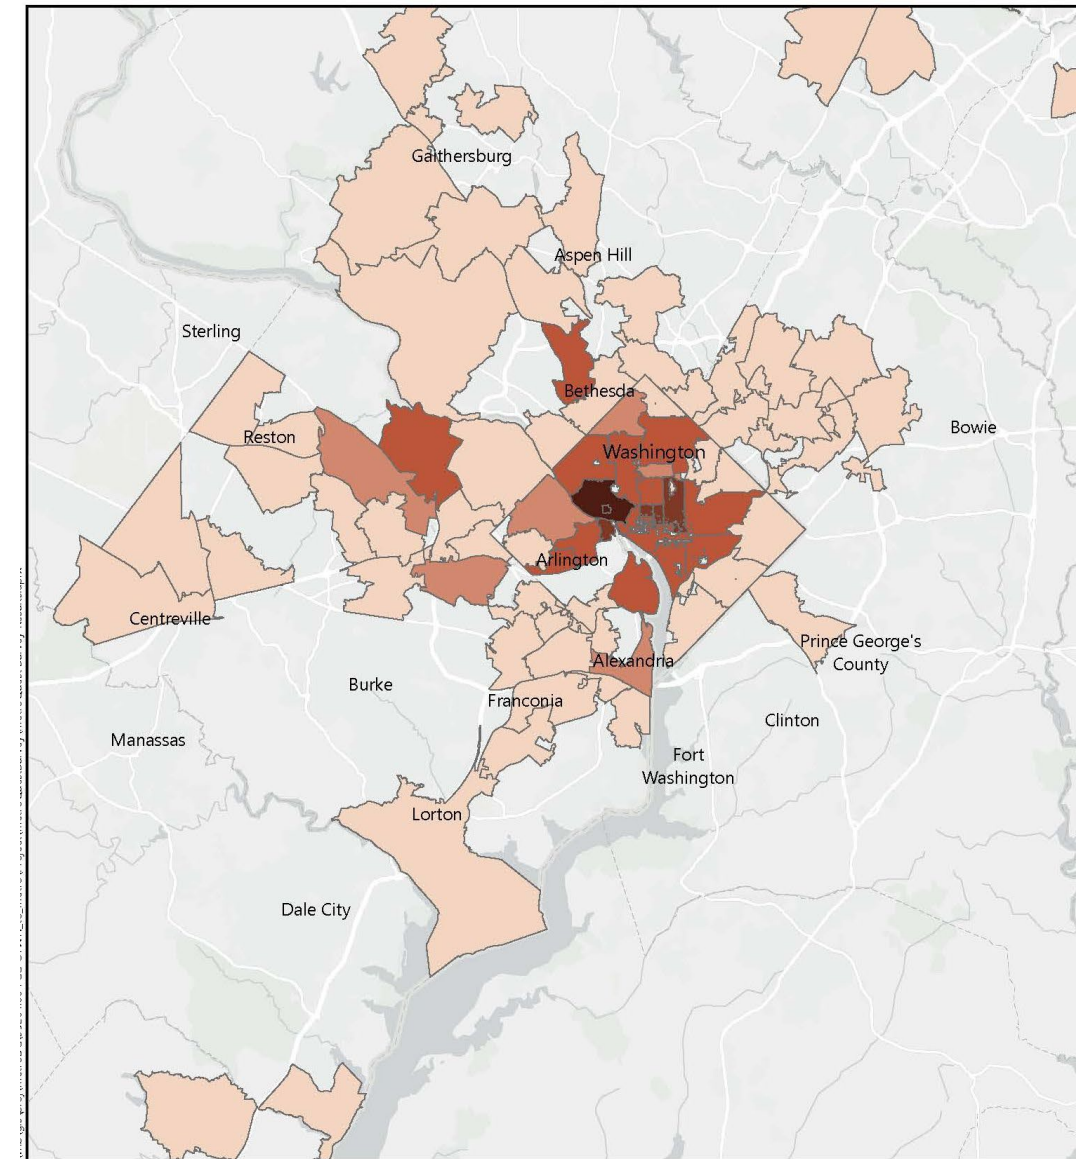 Gaithersburg
Aspen Hill
Sterling
Bethesda
Bowie
Reston
Washington
Arlington
Centreville
Prince George's
County
Alexandria
Burke
Franconia
Clinton
Manassas
Fort
Washington
Lorton
Dale City